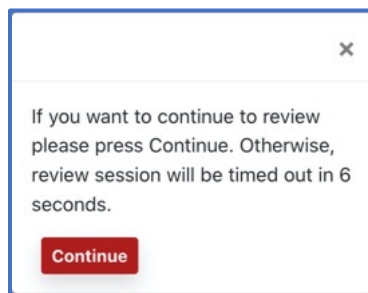 ×
If you want to continue to review
please press Continue. Otherwise,
review session will be timed out in 6
seconds.
Continue